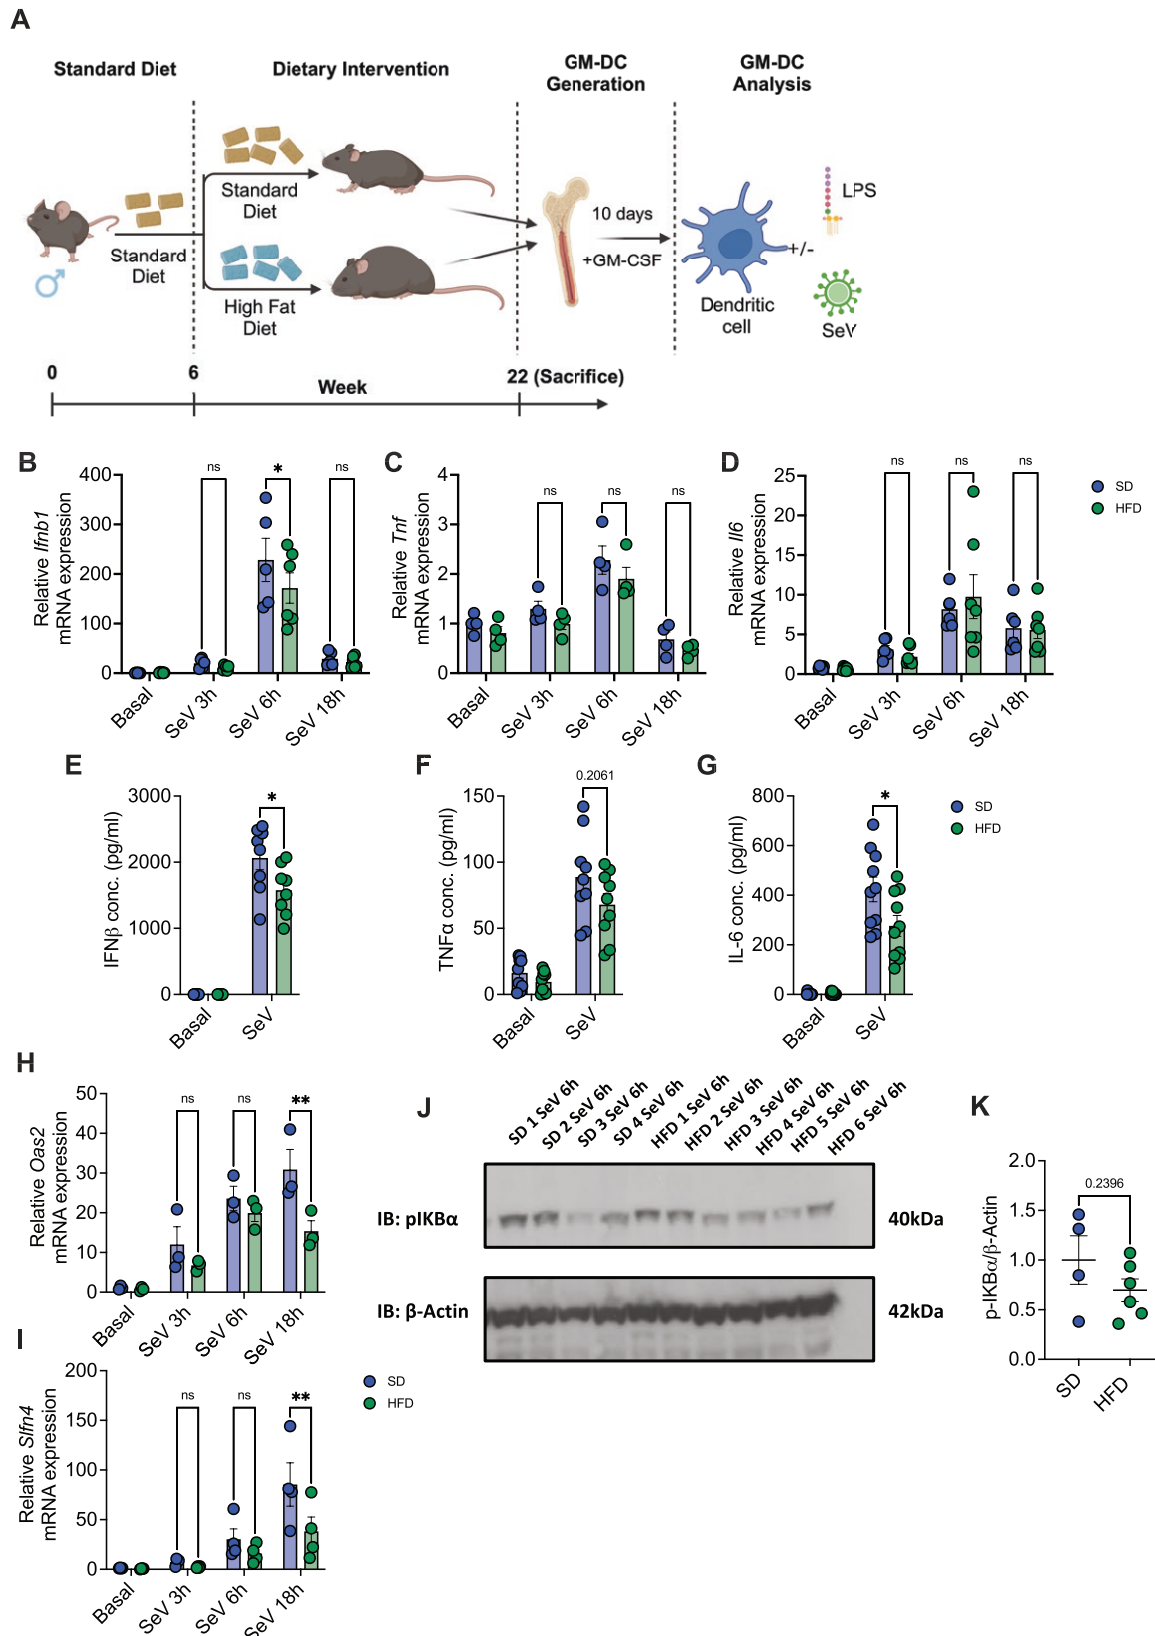 A
Standard Diet
Dietary Intervention
GM-DC
Generation
GM-DC
Analysis
Standard
Diet
Standard
Diet
High Fat
Diet
10 days
+GM-CSF
+/-
LPS
Dendritic
cell
SeV
0
6
Week
22 (Sacrifice)
B
Relative Ifnb1
mRNA expression
400
300
200
100
0
ns
*
ns
Basal
SeV 3h
SeV 6h
SeV 18h
C
Relative Tnf
mRNA expression
4
3
2
1
0
ns
ns
ns
Basal
SeV 3h
SeV 6h
SeV 18h
D
Relative Il6
mRNA expression
25
20
15
10
5
0
ns
ns
ns
Basal
SeV 3h
SeV 6h
SeV 18h
SD
HFD
E
IFNβ conc. (pg/ml)
3000
2000
1000
0
*
Basal
SeV
F
TNFα conc. (pg/ml)
150
100
50
0
0.2061
Basal
SeV
G
IL-6 conc. (pg/ml)
800
600
400
200
0
*
Basal
SeV
SD
HFD
H
Relative Oas2
mRNA expression
50
40
30
20
10
0
ns
ns
**
Basal
SeV 3h
SeV 6h
SeV 18h
I
Relative Slfn4
mRNA expression
200
150
100
50
0
ns
ns
**
Basal
SeV 3h
SeV 6h
SeV 18h
SD
HFD
J
SD 1 SeV 6h
SD 2 SeV 6h
SD 3 SeV 6h
SD 4 SeV 6h
HFD 1 SeV 6h
HFD 2 SeV 6h
HFD 3 SeV 6h
HFD 4 SeV 6h
HFD 5 SeV 6h
HFD 6 SeV 6h
IB: pIKBα
40kDa
IB: β-Actin
42kDa
K
p-IKBα/β-Actin
2.0
1.5
1.0
0.5
0.0
0.2396
SD
HFD